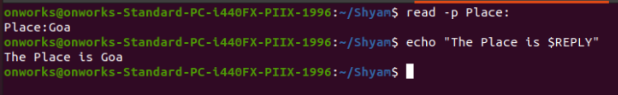 onworks@onworks-Standard-PC-i440FX-PIIX-1996:~/Shyam$ read -p Place:
Place:Goa
onworks@onworks-Standard-PC-i440FX-PIIX-1996:~/Shyam$ echo "The Place is $REPLY"
The Place is Goa
onworks@onworks-Standard-PC-i440FX-PIIX-1996:~/Shyam$